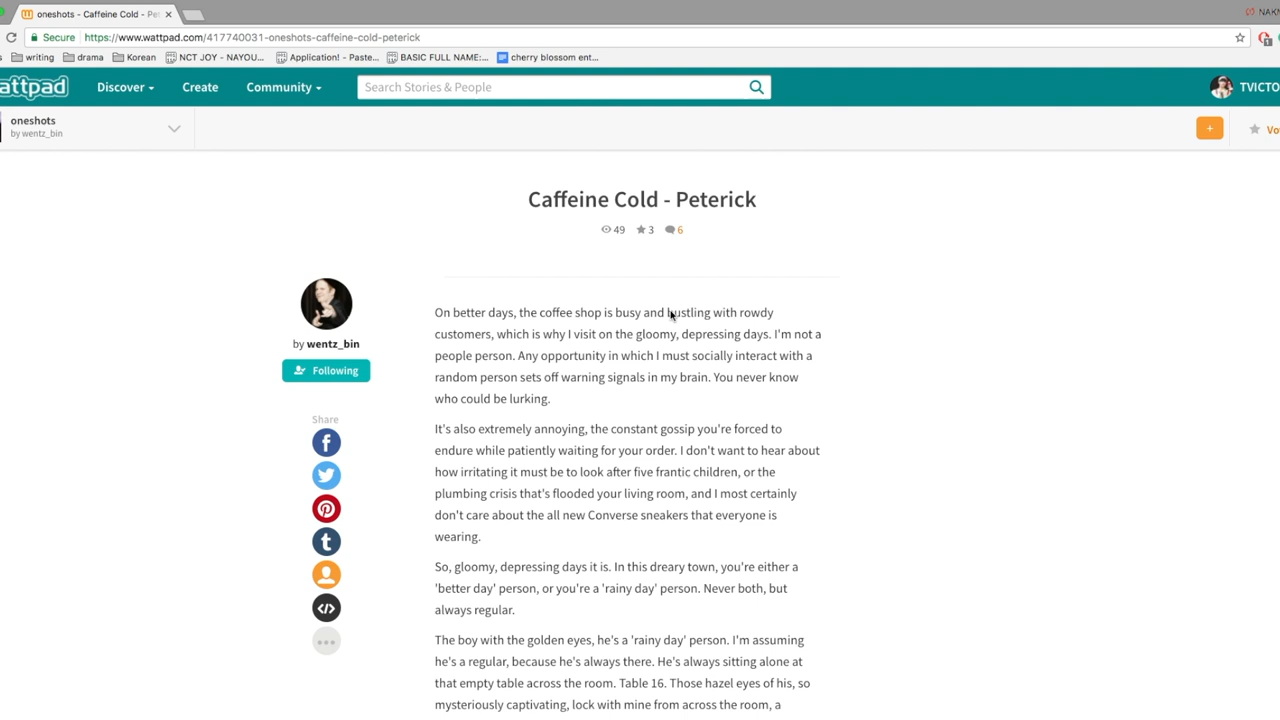 oneshots - Caffeine Cold - Pet
Secure https://www.wattpad.com/417740031-oneshots-caffeine-cold-peterick
writing drama Korean NCT JOY - NAYOU... Application! - Paste... BASIC FULL NAME:... cherry blossom ent...
attpad Discover Create Community Search Stories & People TVICTO
oneshots
by wentz_bin
+ Vo
Caffeine Cold - Peterick
49 3 6
by wentz_bin
Following
Share
On better days, the coffee shop is busy and bustling with rowdy
customers, which is why I visit on the gloomy, depressing days. I'm not a
people person. Any opportunity in which I must socially interact with a
random person sets off warning signals in my brain. You never know
who could be lurking.
It's also extremely annoying, the constant gossip you're forced to
endure while patiently waiting for your order. I don't want to hear about
how irritating it must be to look after five frantic children, or the
plumbing crisis that's flooded your living room, and I most certainly
don't care about the all new Converse sneakers that everyone is
wearing.
So, gloomy, depressing days it is. In this dreary town, you're either a
'better day' person, or you're a 'rainy day' person. Never both, but
always regular.
The boy with the golden eyes, he's a 'rainy day' person. I'm assuming
he's a regular, because he's always there. He's always sitting alone at
that empty table across the room. Table 16. Those hazel eyes of his, so
mysteriously captivating, lock with mine from across the room, a